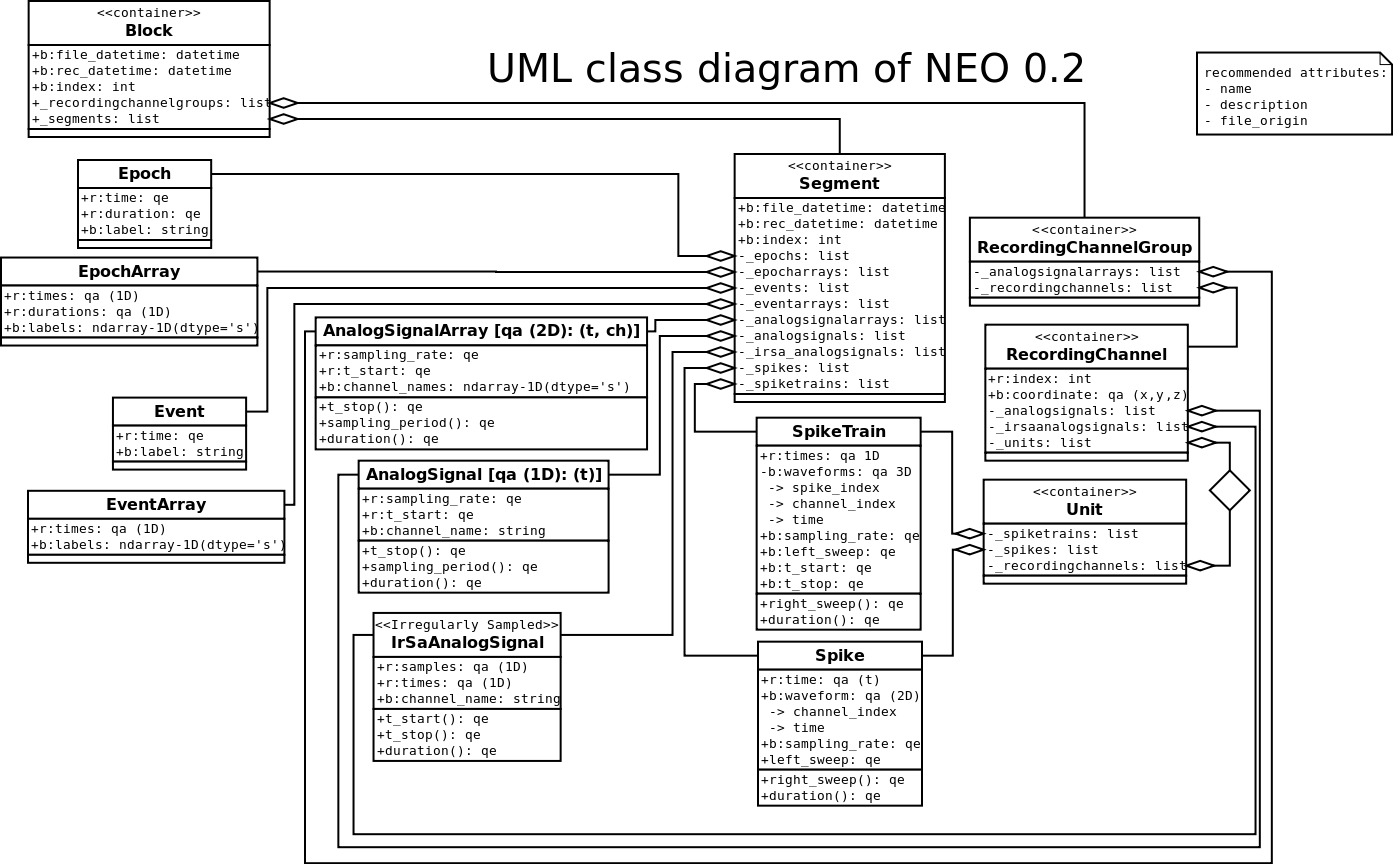 UML class diagram of NEO 0.2
<<container>>
Block
+b:file_datetime: datetime
+b:rec_datetime: datetime
+b:index: int
+_recordingchannelgroups: list
+_segments: list
recommended attributes:
- name
- description
- file_origin
Epoch
+r:time: qe
+r:duration: qe
+b:label: string
EpochArray
+r:times: qa (1D)
+r:durations: qa (1D)
+b:labels: ndarray-1D(dtype='s')
Event
+r:time: qe
+b:label: string
EventArray
+r:times: qa (1D)
+b:labels: ndarray-1D(dtype='s')
AnalogSignalArray [qa (2D): (t, ch)]
+r:sampling_rate: qe
+r:t_start: qe
+b:channel_names: ndarray-1D(dtype='s')
+t_stop(): qe
+sampling_period(): qe
+duration(): qe
AnalogSignal [qa (1D): (t)]
+r:sampling_rate: qe
+r:t_start: qe
+b:channel_name: string
+t_stop(): qe
+sampling_period(): qe
+duration(): qe
<<Irregularly Sampled>>
IrSaAnalogSignal
+r:samples: qa (1D)
+r:times: qa (1D)
+b:channel_name: string
+t_start(): qe
+t_stop(): qe
+duration(): qe
<<container>>
Segment
+b:file_datetime: datetime
+b:rec_datetime: datetime
+b:index: int
-_epochs: list
-_epocharrays: list
-_events: list
-_eventarrays: list
-_analogsignalarrays: list
-_analogsignals: list
-_irsa_analogsignals: list
-_spikes: list
-_spiketrains: list
SpikeTrain
+r:times: qa 1D
-b:waveforms: qa 3D
-> spike_index
-> channel_index
-> time
+b:sampling_rate: qe
+b:left_sweep: qe
+b:t_start: qe
+b:t_stop: qe
+right_sweep(): qe
+duration(): qe
Spike
+r:time: qa (t)
+b:waveform: qa (2D)
-> channel_index
-> time
+b:sampling_rate: qe
+left_sweep: qe
+right_sweep(): qe
+duration(): qe
<<container>>
RecordingChannelGroup
-_analogsignalarrays: list
-_recordingchannels: list
<<container>>
RecordingChannel
+r:index: int
+b:coordinate: qa (x,y,z)
-_analogsignals: list
-_irsaanalogsignals: list
-_units: list
<<container>>
Unit
-_spiketrains: list
-_spikes: list
-_recordingchannels: list